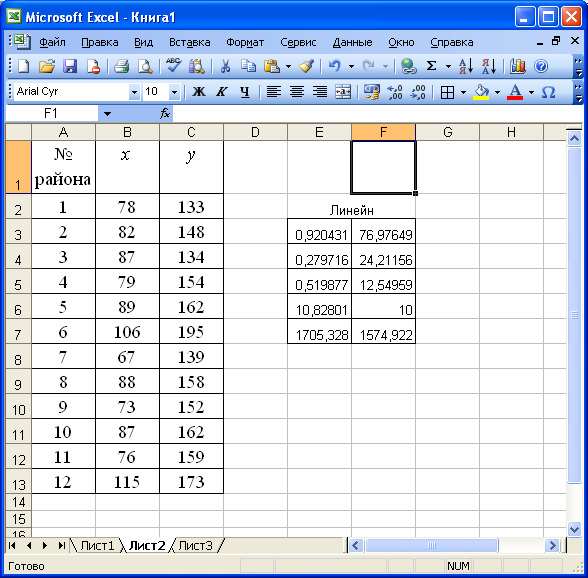 Microsoft Excel - Книга1
Файл Правка Вид Вставка Формат Сервис Данные Окно Справка
Arial Cyr 10 Ж К Ч
F1 fx
A B C D E F G H
1 № района x y
2 1 78 133 Линейн
3 2 82 148 0,920431 76,97649
4 3 87 134 0,279716 24,21156
5 4 79 154 0,519877 12,54959
6 5 89 162 10,82801 10
7 6 106 195 1705,328 1574,922
8 7 67 139
9 8 88 158
10 9 73 152
11 10 87 162
12 11 76 159
13 12 115 173
14
15
16
Лист1 Лист2 Лист3
Готово NUM